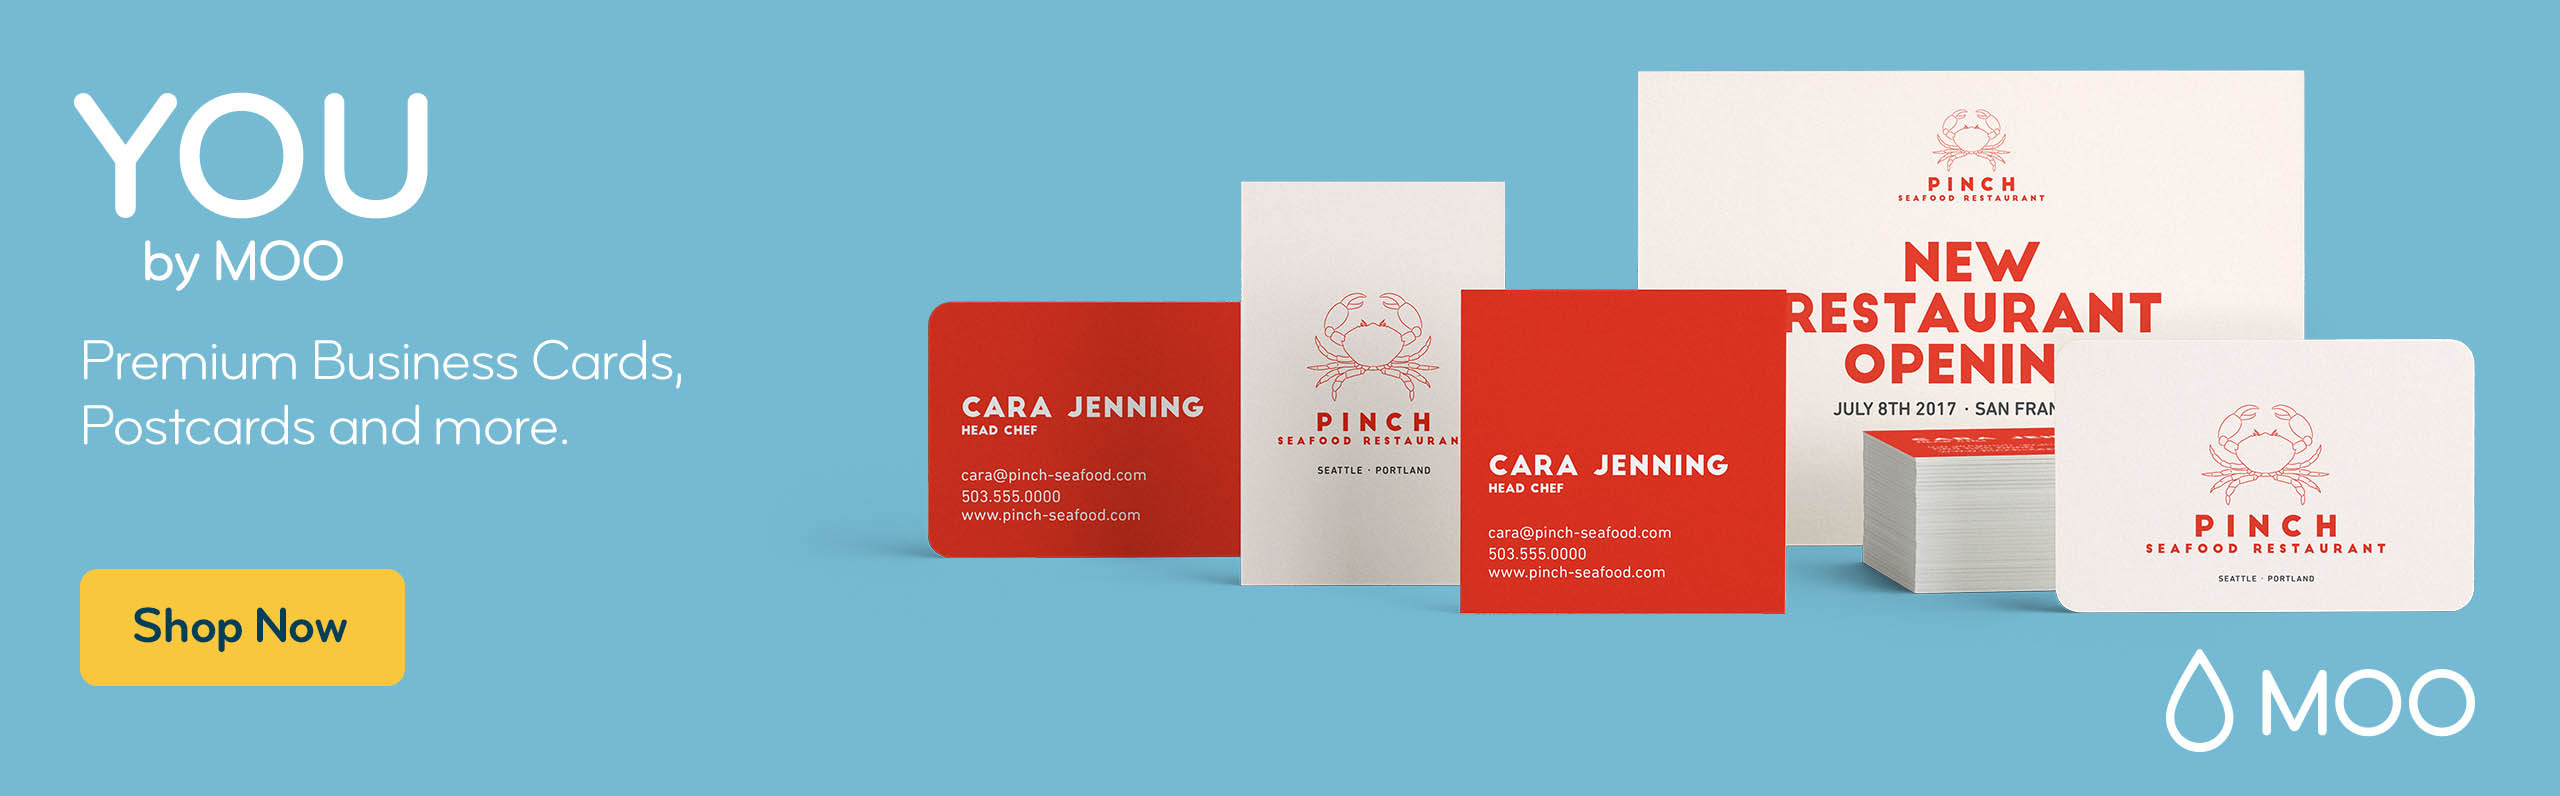 YOU
by MOO
Premium Business Cards,
Postcards and more.
Shop Now
CARA JENNING
HEAD CHEF
cara@pinch-seafood.com
503.555.0000
www.pinch-seafood.com
PINCH
SEAFOOD RESTAURAN
SEATTLE · PORTLAND
CARA JENNING
HEAD CHEF
cara@pinch-seafood.com
503.555.0000
www.pinch-seafood.com
PINCH
SEAFOOD RESTAURANT
NEW
RESTAURANT
OPENIN
JULY 8TH 2017 · SAN FRAN
CARA JEN
PINCH
SEAFOOD RESTAURANT
SEATTLE · PORTLAND
MOO